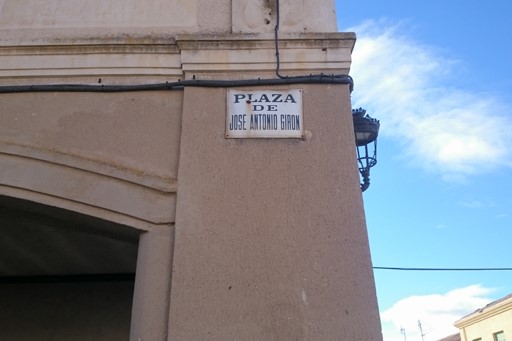 PLAZA
DE
JOSE ANTONIO GIRON